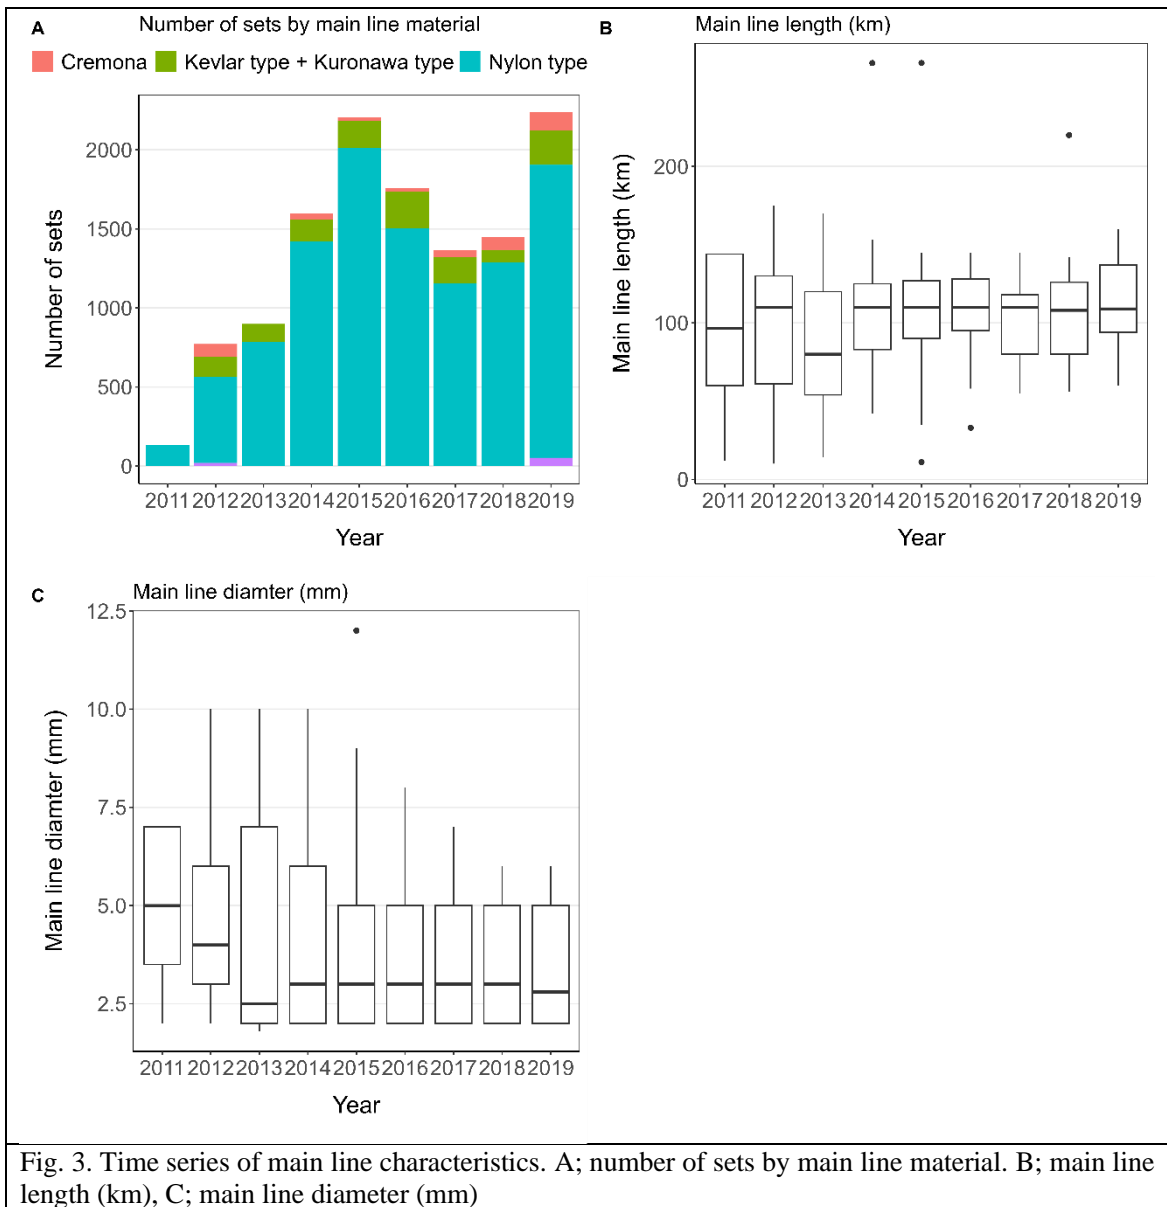 A
Number of sets by main line material
Cremona Kevlar type + Kuronawa type Nylon type
Number of sets
2000
1500
1000
500
0
2011 2012 2013 2014 2015 2016 2017 2018 2019
Year
B
Main line length (km)
Main line length (km)
200
100
0
2011 2012 2013 2014 2015 2016 2017 2018 2019
Year
C
Main line diamter (mm)
Main line diamter (mm)
12.5
10.0
7.5
5.0
2.5
2011 2012 2013 2014 2015 2016 2017 2018 2019
Year
Fig. 3. Time series of main line characteristics. A; number of sets by main line material. B; main line
length (km), C; main line diameter (mm)